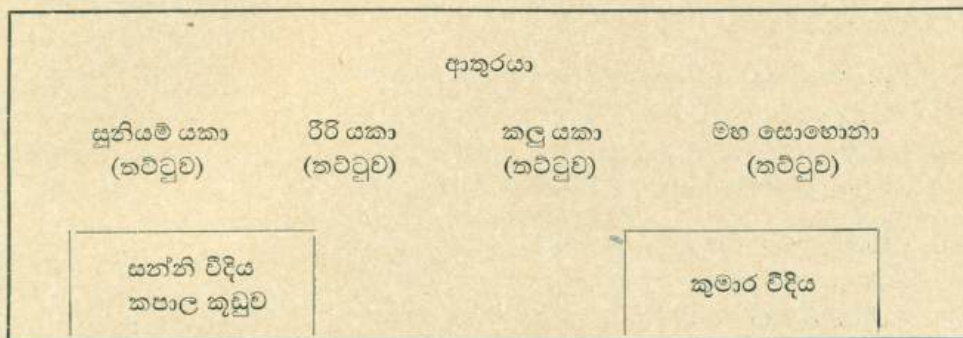 ආතුරයා
සූනියම් යකා රීරි යකා කලු යකා මහ සොහොනා
(තට්ටුව) (තට්ටුව) (තට්ටුව) (තට්ටුව)
සන්නි වීදිය
කපාල කූඩුව
කුමාර වීදිය